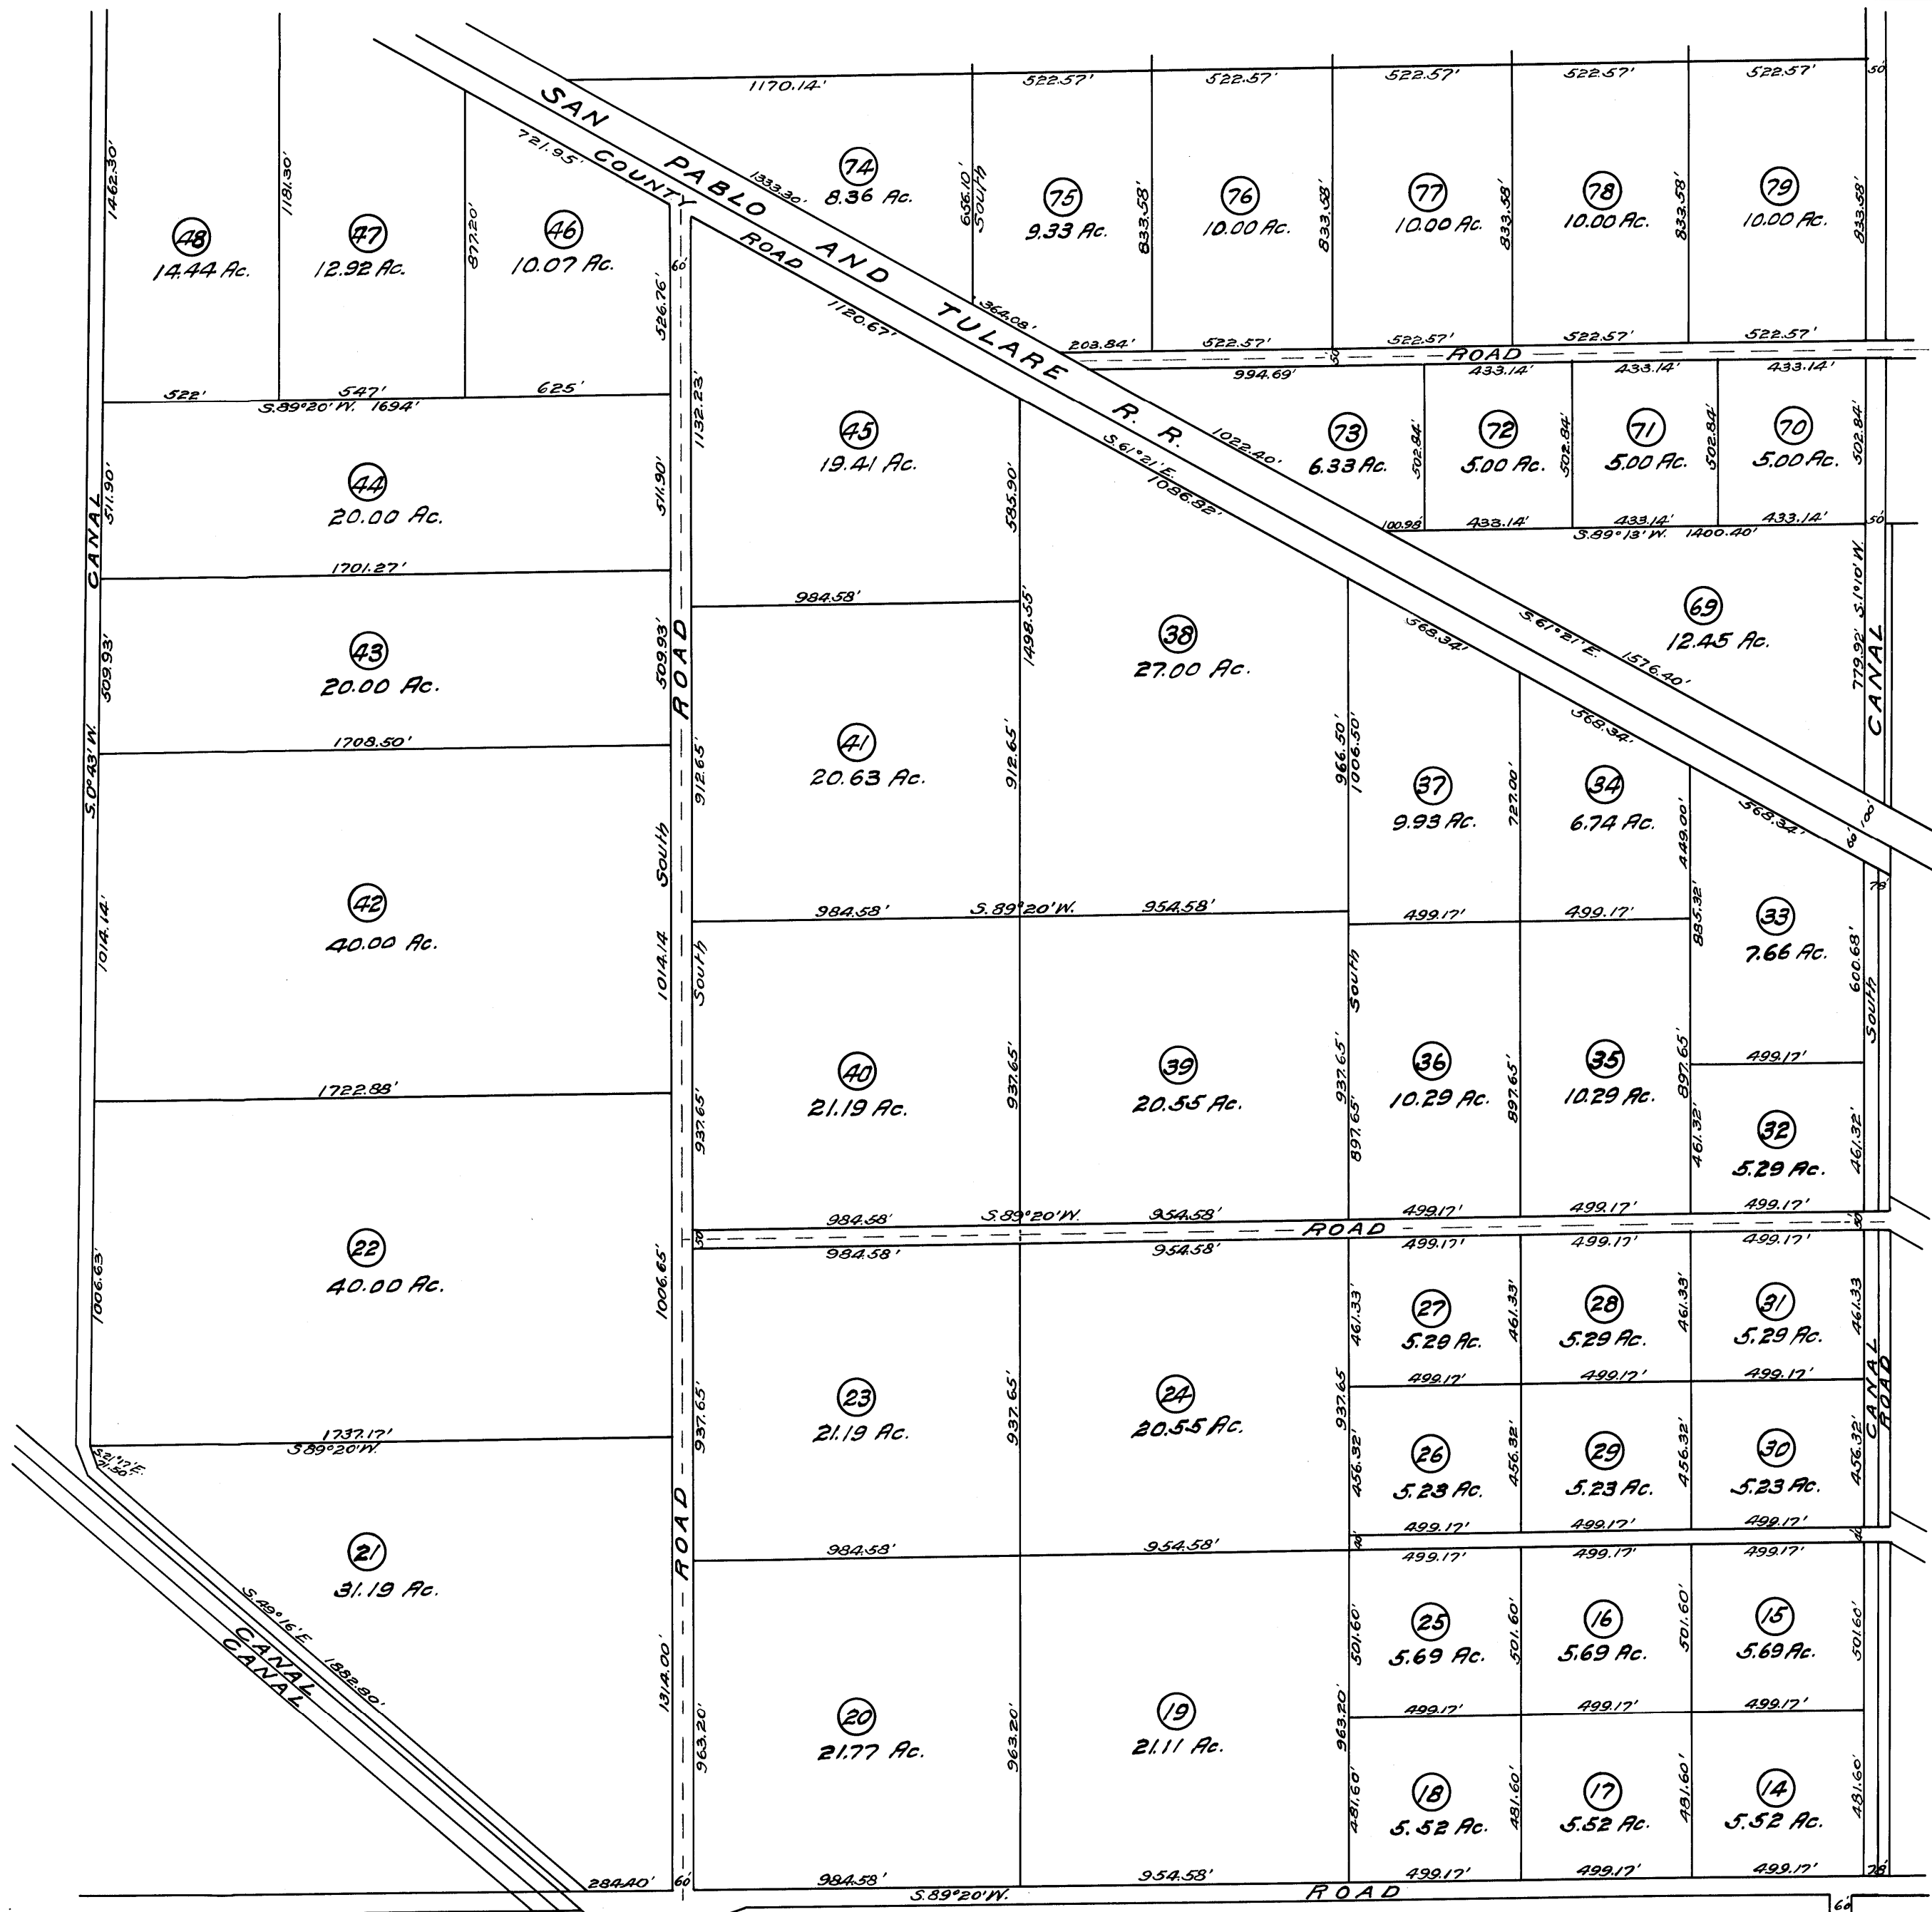 1170.14'
522.57'
522.57'
522.57'
522.57'
522.57'
50'
SAN PABLO AND TULARE R. R.
COUNTY ROAD
721.95'
1333.30'
1120.67'
364.08'
1462.30'
1181.30'
877.20'
60'
526.76'
48
14.44 Ac.
47
12.92 Ac.
46
10.07 Ac.
74
8.36 Ac.
656.10'
South
75
9.33 Ac.
833.58'
76
10.00 Ac.
833.58'
77
10.00 Ac.
833.58'
78
10.00 Ac.
833.58'
79
10.00 Ac.
833.58'
203.84'
522.57'
522.57'
522.57'
522.57'
50'
ROAD
994.69'
433.14'
433.14'
433.14'
522'
547'
625'
S.89°20'W. 1694'
1132.23'
45
19.41 Ac.
585.90'
S.61°21'E.
1086.82'
1022.40'
73
6.33 Ac.
502.84'
72
5.00 Ac.
502.84'
71
5.00 Ac.
502.84'
70
5.00 Ac.
502.84'
100.98'
433.14'
433.14'
433.14'
50'
S.89°13'W. 1400.40'
CANAL
511.90'
44
20.00 Ac.
511.90'
1701.27'
984.58'
1498.55'
38
27.00 Ac.
568.34'
S.61°21'E.
1576.40'
69
12.45 Ac.
779.92' S.1°10'W.
CANAL
509.93'
43
20.00 Ac.
509.93'
ROAD
1708.50'
S.0°43'W.
912.65'
41
20.63 Ac.
912.65'
966.50'
1006.50'
37
9.93 Ac.
727.00'
568.34'
34
6.74 Ac.
449.00'
568.34'
60'
100'
78'
South
984.58'
S.89°20'W.
954.58'
499.17'
499.17'
1014.14'
42
40.00 Ac.
1014.14
South
South
885.32'
33
7.66 Ac.
600.68'
South
499.17'
1722.88'
937.65'
40
21.19 Ac.
937.65'
39
20.55 Ac.
937.65'
897.65'
36
10.29 Ac.
897.65'
35
10.29 Ac.
897.65'
461.32'
32
5.29 Ac.
461.32'
984.58'
S.89°20'W.
954.58'
499.17'
499.17'
499.17'
50'
ROAD
50'
984.58'
954.58'
499.17'
499.17'
499.17'
1006.63'
22
40.00 Ac.
1006.65'
461.33'
27
5.29 Ac.
461.33'
28
5.29 Ac.
461.33'
31
5.29 Ac.
461.33
CANAL
ROAD
499.17'
499.17'
499.17'
937.65'
23
21.19 Ac.
937.65'
24
20.55 Ac.
937.65
456.32'
26
5.23 Ac.
456.32'
29
5.23 Ac.
456.32'
30
5.23 Ac.
456.32'
1737.17'
S.89°20'W.
S.21°17'E.
71.50'
499.17'
499.17'
499.17'
40'
40'
984.58'
954.58'
499.17'
499.17'
499.17'
ROAD
21
31.19 Ac.
S.49°16'E.
1882.80'
CANAL
CANAL
1314.00'
501.60'
25
5.69 Ac.
501.60'
16
5.69 Ac.
501.60'
15
5.69 Ac.
501.60'
499.17'
499.17'
499.17'
963.20'
20
21.77 Ac.
963.20'
19
21.11 Ac.
963.20'
481.60'
18
5.52 Ac.
481.60'
17
5.52 Ac.
481.60'
14
5.52 Ac.
481.60'
284.40'
60'
984.58'
954.58'
499.17'
499.17'
499.17'
78'
S.89°20'W.
ROAD
60'